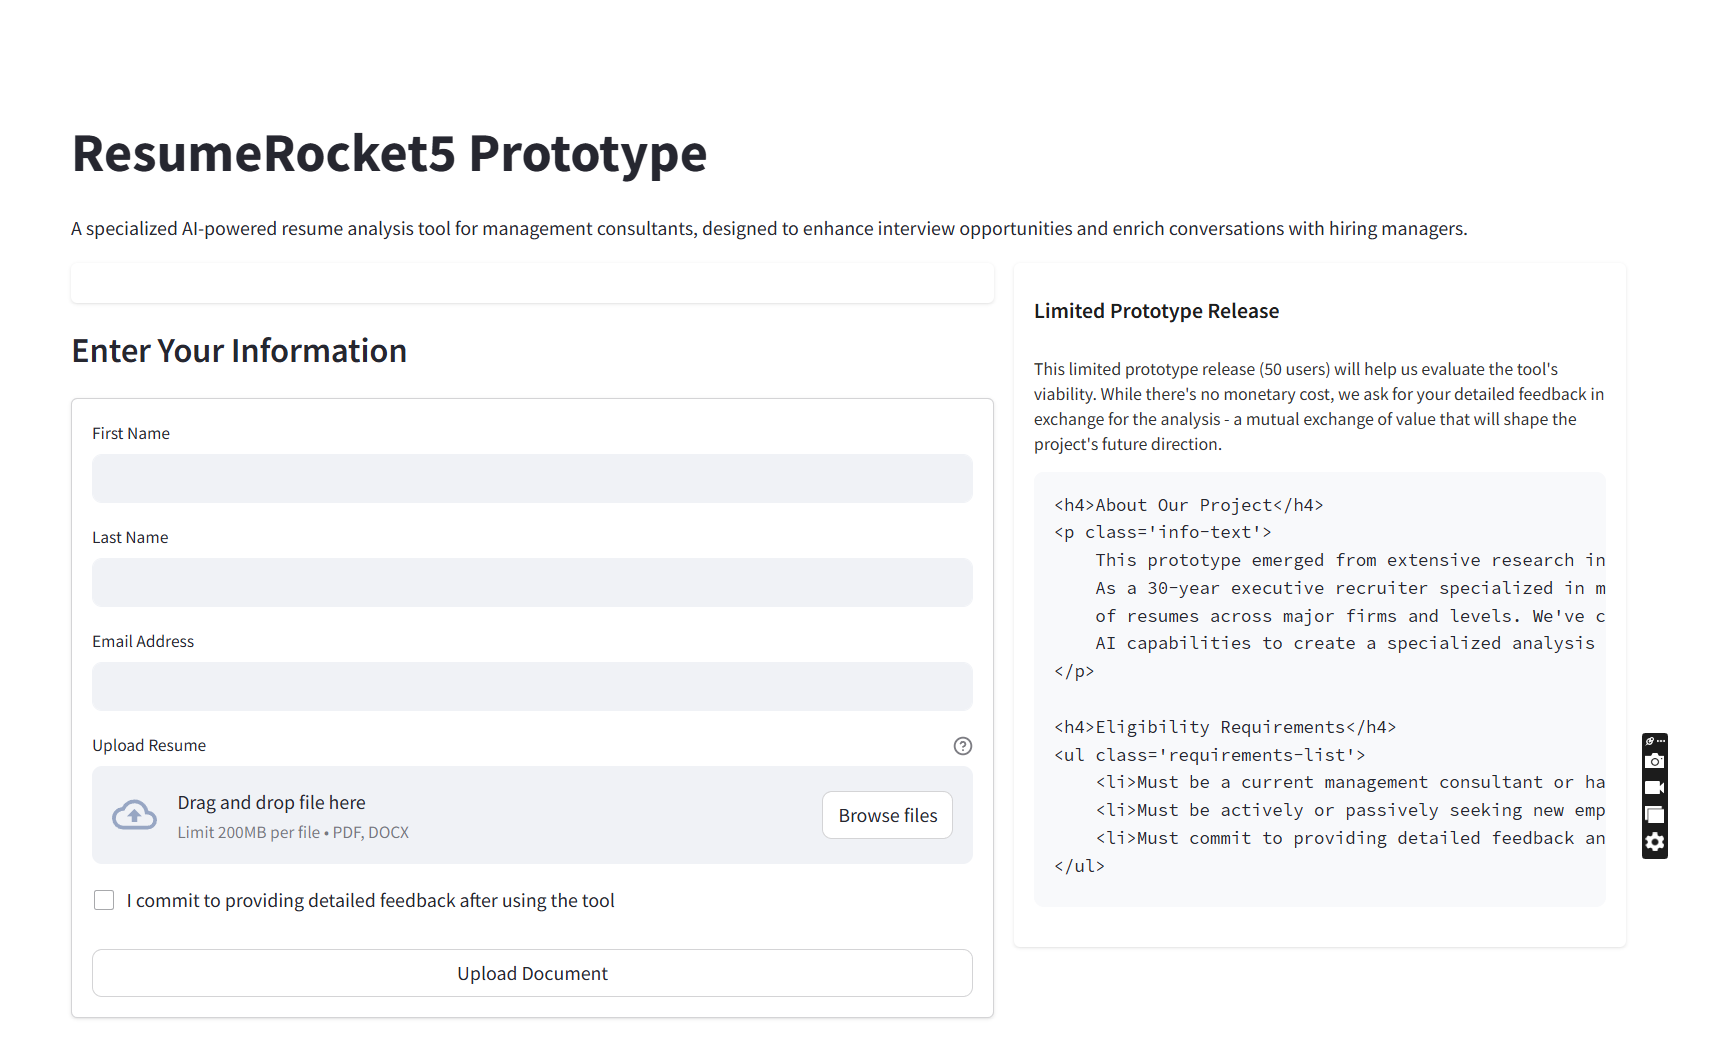 ResumeRocket5 Prototype
A specialized AI-powered resume analysis tool for management consultants, designed to enhance interview opportunities and enrich conversations with hiring managers.
Enter Your Information
First Name
Last Name
Email Address
Upload Resume
Drag and drop file here
Limit 200MB per file • PDF, DOCX
Browse files
I commit to providing detailed feedback after using the tool
Upload Document
Limited Prototype Release
This limited prototype release (50 users) will help us evaluate the tool's
viability. While there's no monetary cost, we ask for your detailed feedback in
exchange for the analysis - a mutual exchange of value that will shape the
project's future direction.
<h4>About Our Project</h4>
<p class='info-text'>
This prototype emerged from extensive research in
As a 30-year executive recruiter specialized in m
of resumes across major firms and levels. We've c
AI capabilities to create a specialized analysis
</p>
<h4>Eligibility Requirements</h4>
<ul class='requirements-list'>
<li>Must be a current management consultant or ha
<li>Must be actively or passively seeking new emp
<li>Must commit to providing detailed feedback an
</ul>